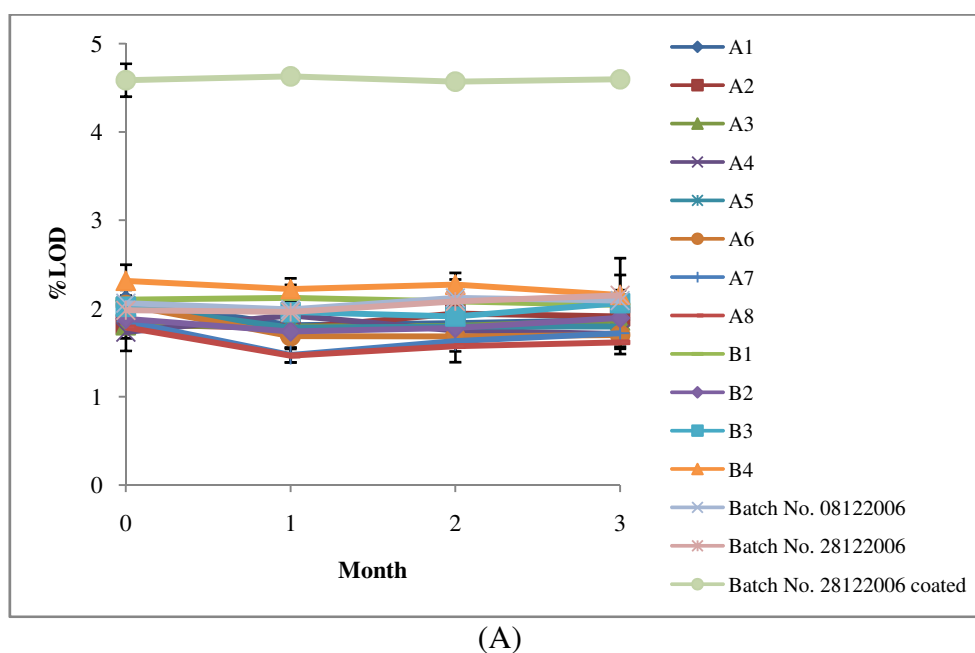 5
4
3
2
1
0
%LOD
0 1 2 3
Month
A1
A2
A3
A4
A5
A6
A7
A8
B1
B2
B3
B4
Batch No. 08122006
Batch No. 28122006
Batch No. 28122006 coated
(A)